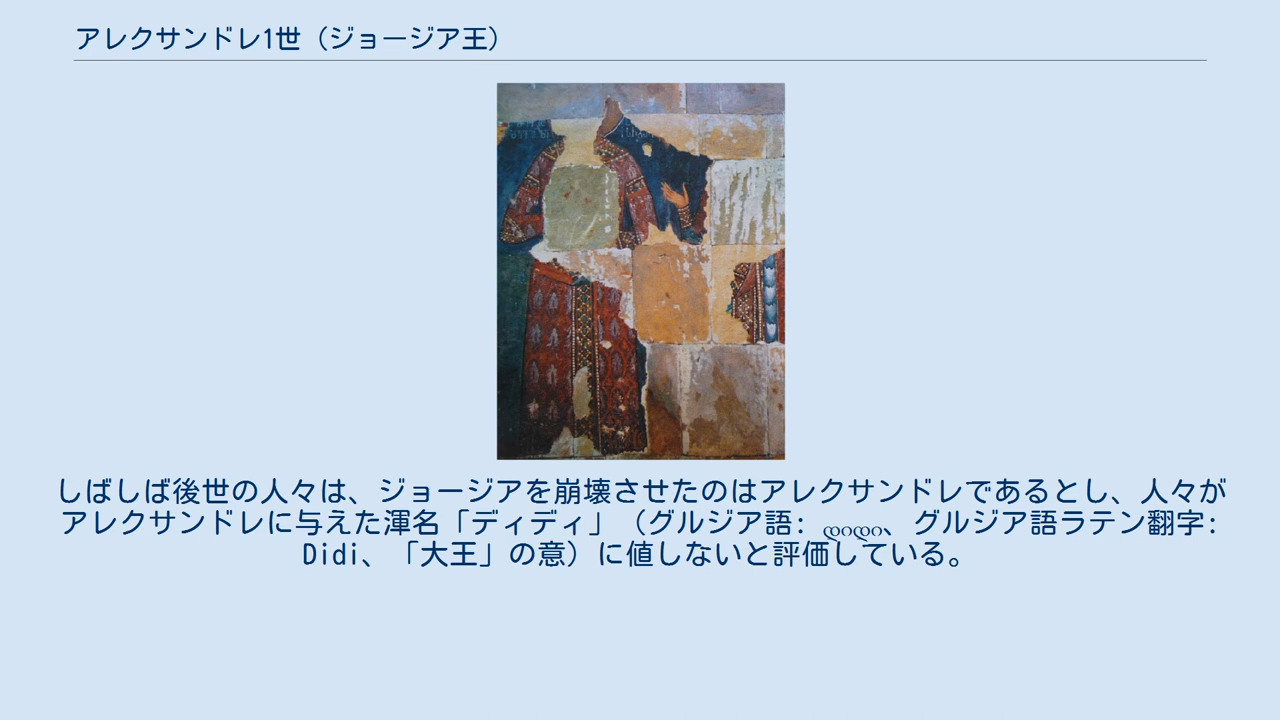 アレクサンドレ1世（ジョージア王）
しばしば後世の人々は、ジョージアを崩壊させたのはアレクサンドレであるとし、人々が
アレクサンドレに与えた渾名「ディディ」（グルジア語: დიდი、グルジア語ラテン翻字:
Didi、「大王」の意）に値しないと評価している。